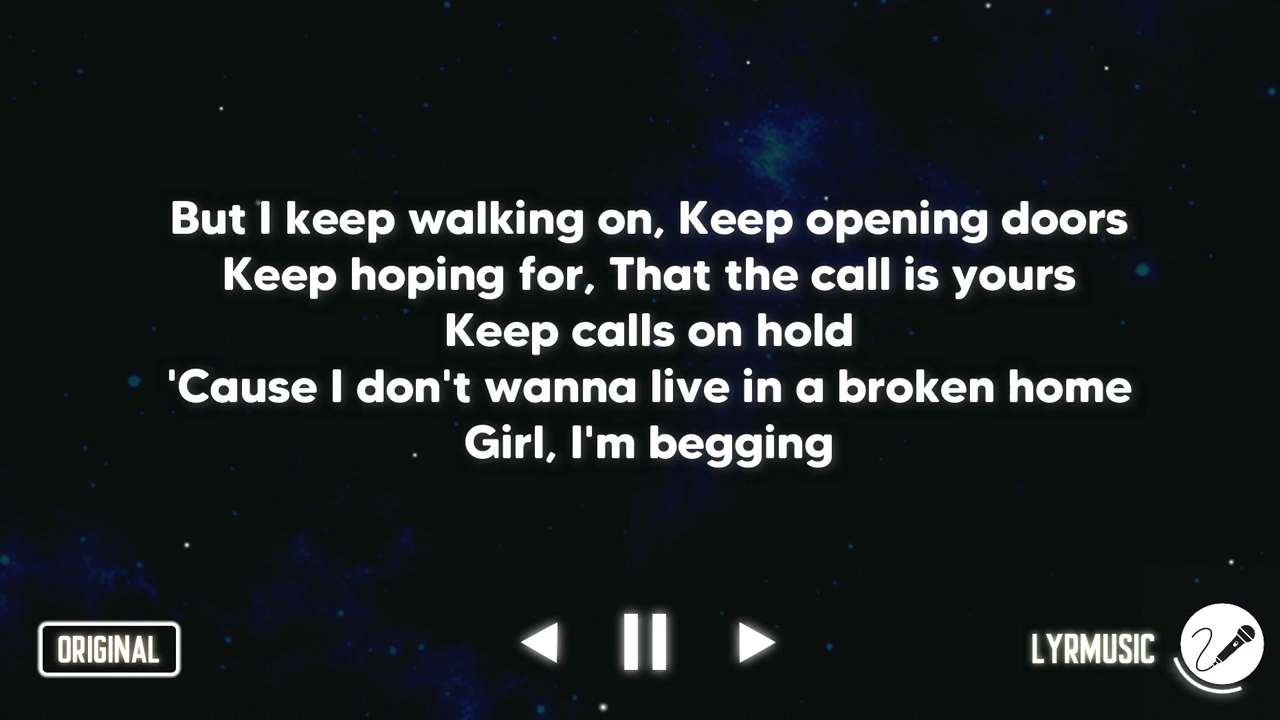 But I keep walking on, Keep opening doors
Keep hoping for, That the call is yours
Keep calls on hold
'Cause I don't wanna live in a broken home
Girl, I'm begging
ORIGINAL
LYRMUSIC